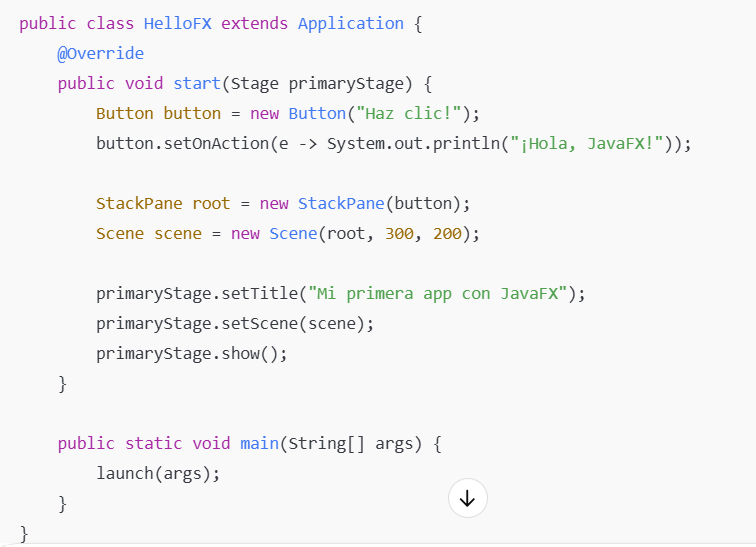 public class HelloFX extends Application {
    @Override
    public void start(Stage primaryStage) {
        Button button = new Button("Haz clic!");
        button.setOnAction(e -> System.out.println("¡Hola, JavaFX!"));

        StackPane root = new StackPane(button);
        Scene scene = new Scene(root, 300, 200);

        primaryStage.setTitle("Mi primera app con JavaFX");
        primaryStage.setScene(scene);
        primaryStage.show();
    }

    public static void main(String[] args) {
        launch(args);
    }
}